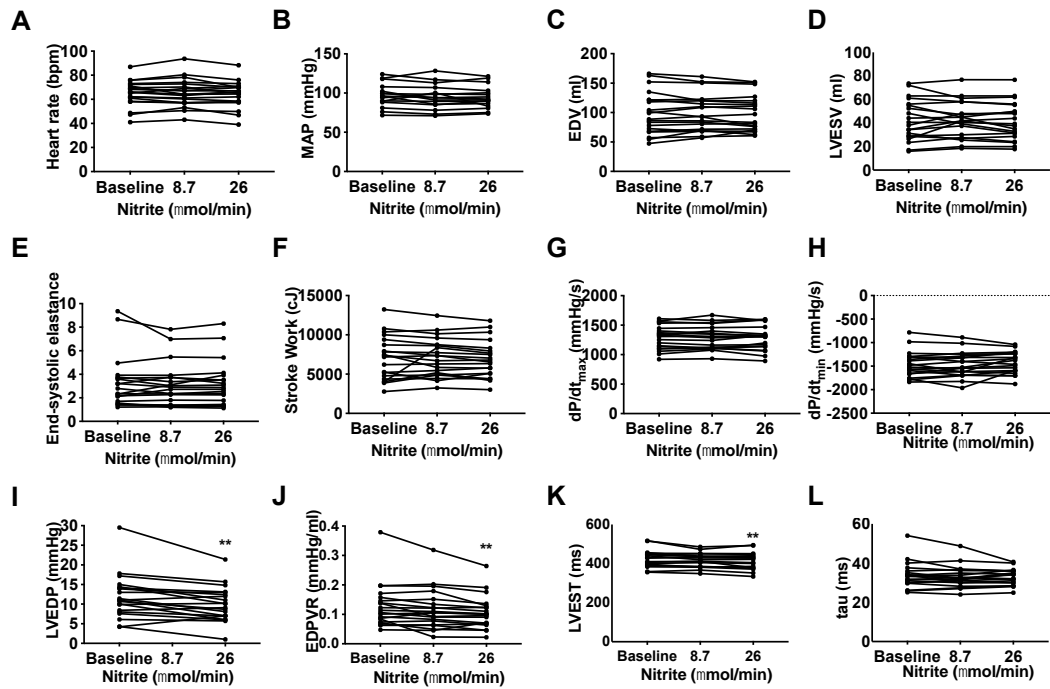 A
B
C
D
Heart rate (bpm)
100
80
60
40
20
0
Baseline 8.7 26
Nitrite (mmol/min)
MAP (mmHg)
150
100
50
0
Baseline 8.7 26
Nitrite (mmol/min)
EDV (ml)
200
150
100
50
0
Baseline 8.7 26
Nitrite (mmol/min)
LVESV (ml)
100
80
60
40
20
0
Baseline 8.7 26
Nitrite (mmol/min)
E
F
G
H
End-systolic elastance
10
8
6
4
2
0
Baseline 8.7 26
Nitrite (mmol/min)
Stroke Work (cJ)
15000
10000
5000
0
Baseline 8.7 26
Nitrite (mmol/min)
dP/dtmax (mmHg/s)
2000
1500
1000
500
0
Baseline 8.7 26
Nitrite (mmol/min)
dP/dtmin (mmHg/s)
0
-500
-1000
-1500
-2000
-2500
Baseline 8.7 26
Nitrite (mmol/min)
I
J
K
L
LVEDP (mmHg)
30
25
20
15
10
5
0
**
Baseline 8.7 26
Nitrite (mmol/min)
EDPVR (mmHg/ml)
0.4
0.3
0.2
0.1
0.0
**
Baseline 8.7 26
Nitrite (mmol/min)
LVEST (ms)
600
400
200
0
**
Baseline 8.7 26
Nitrite (mmol/min)
tau (ms)
60
40
20
0
Baseline 8.7 26
Nitrite (mmol/min)